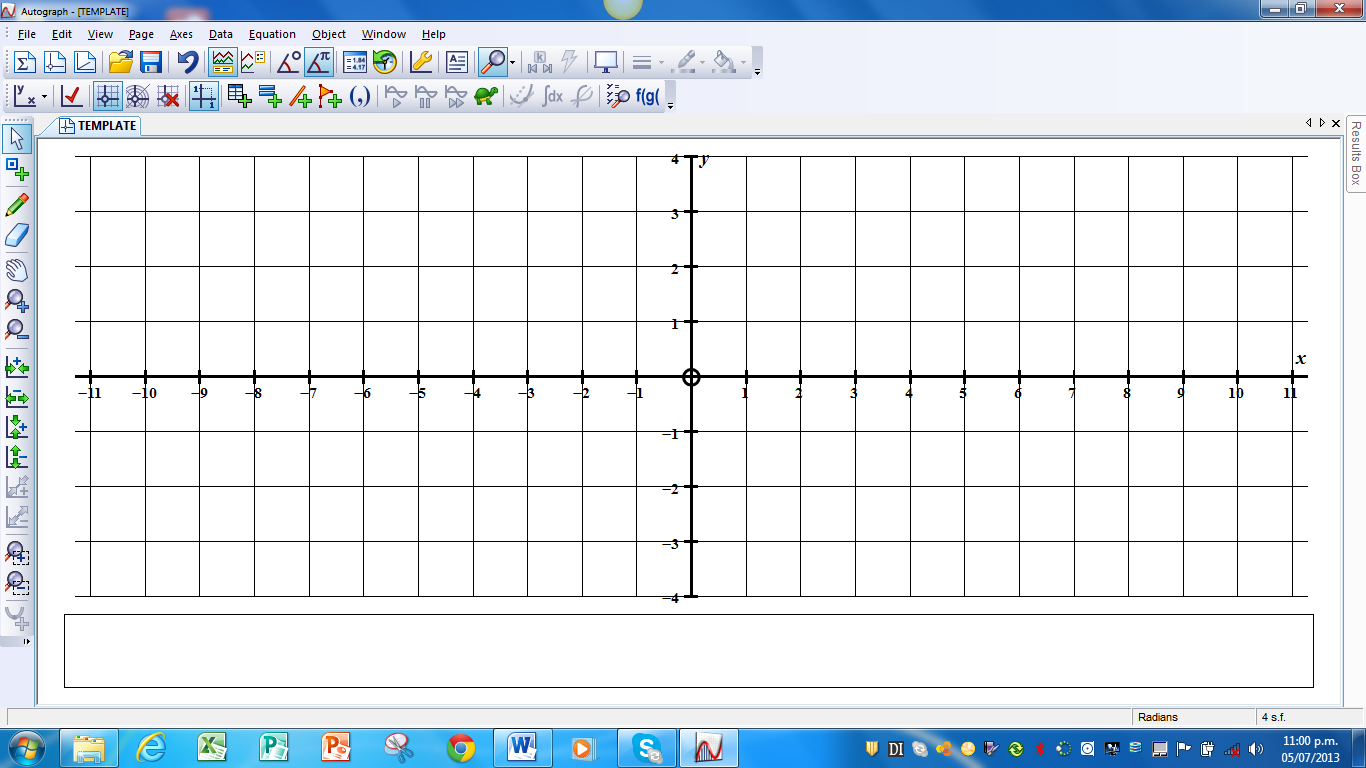 Autograph - [TEMPLATE]
File Edit View Page Axes Data Equation Object Window Help
TEMPLATE
Results Box
4 y
3
2
1
x
−11 −10 −9 −8 −7 −6 −5 −4 −3 −2 −1 1 2 3 4 5 6 7 8 9 10 11
−1
−2
−3
−4
Radians 4 s.f.
DI
11:00 p.m.
05/07/2013